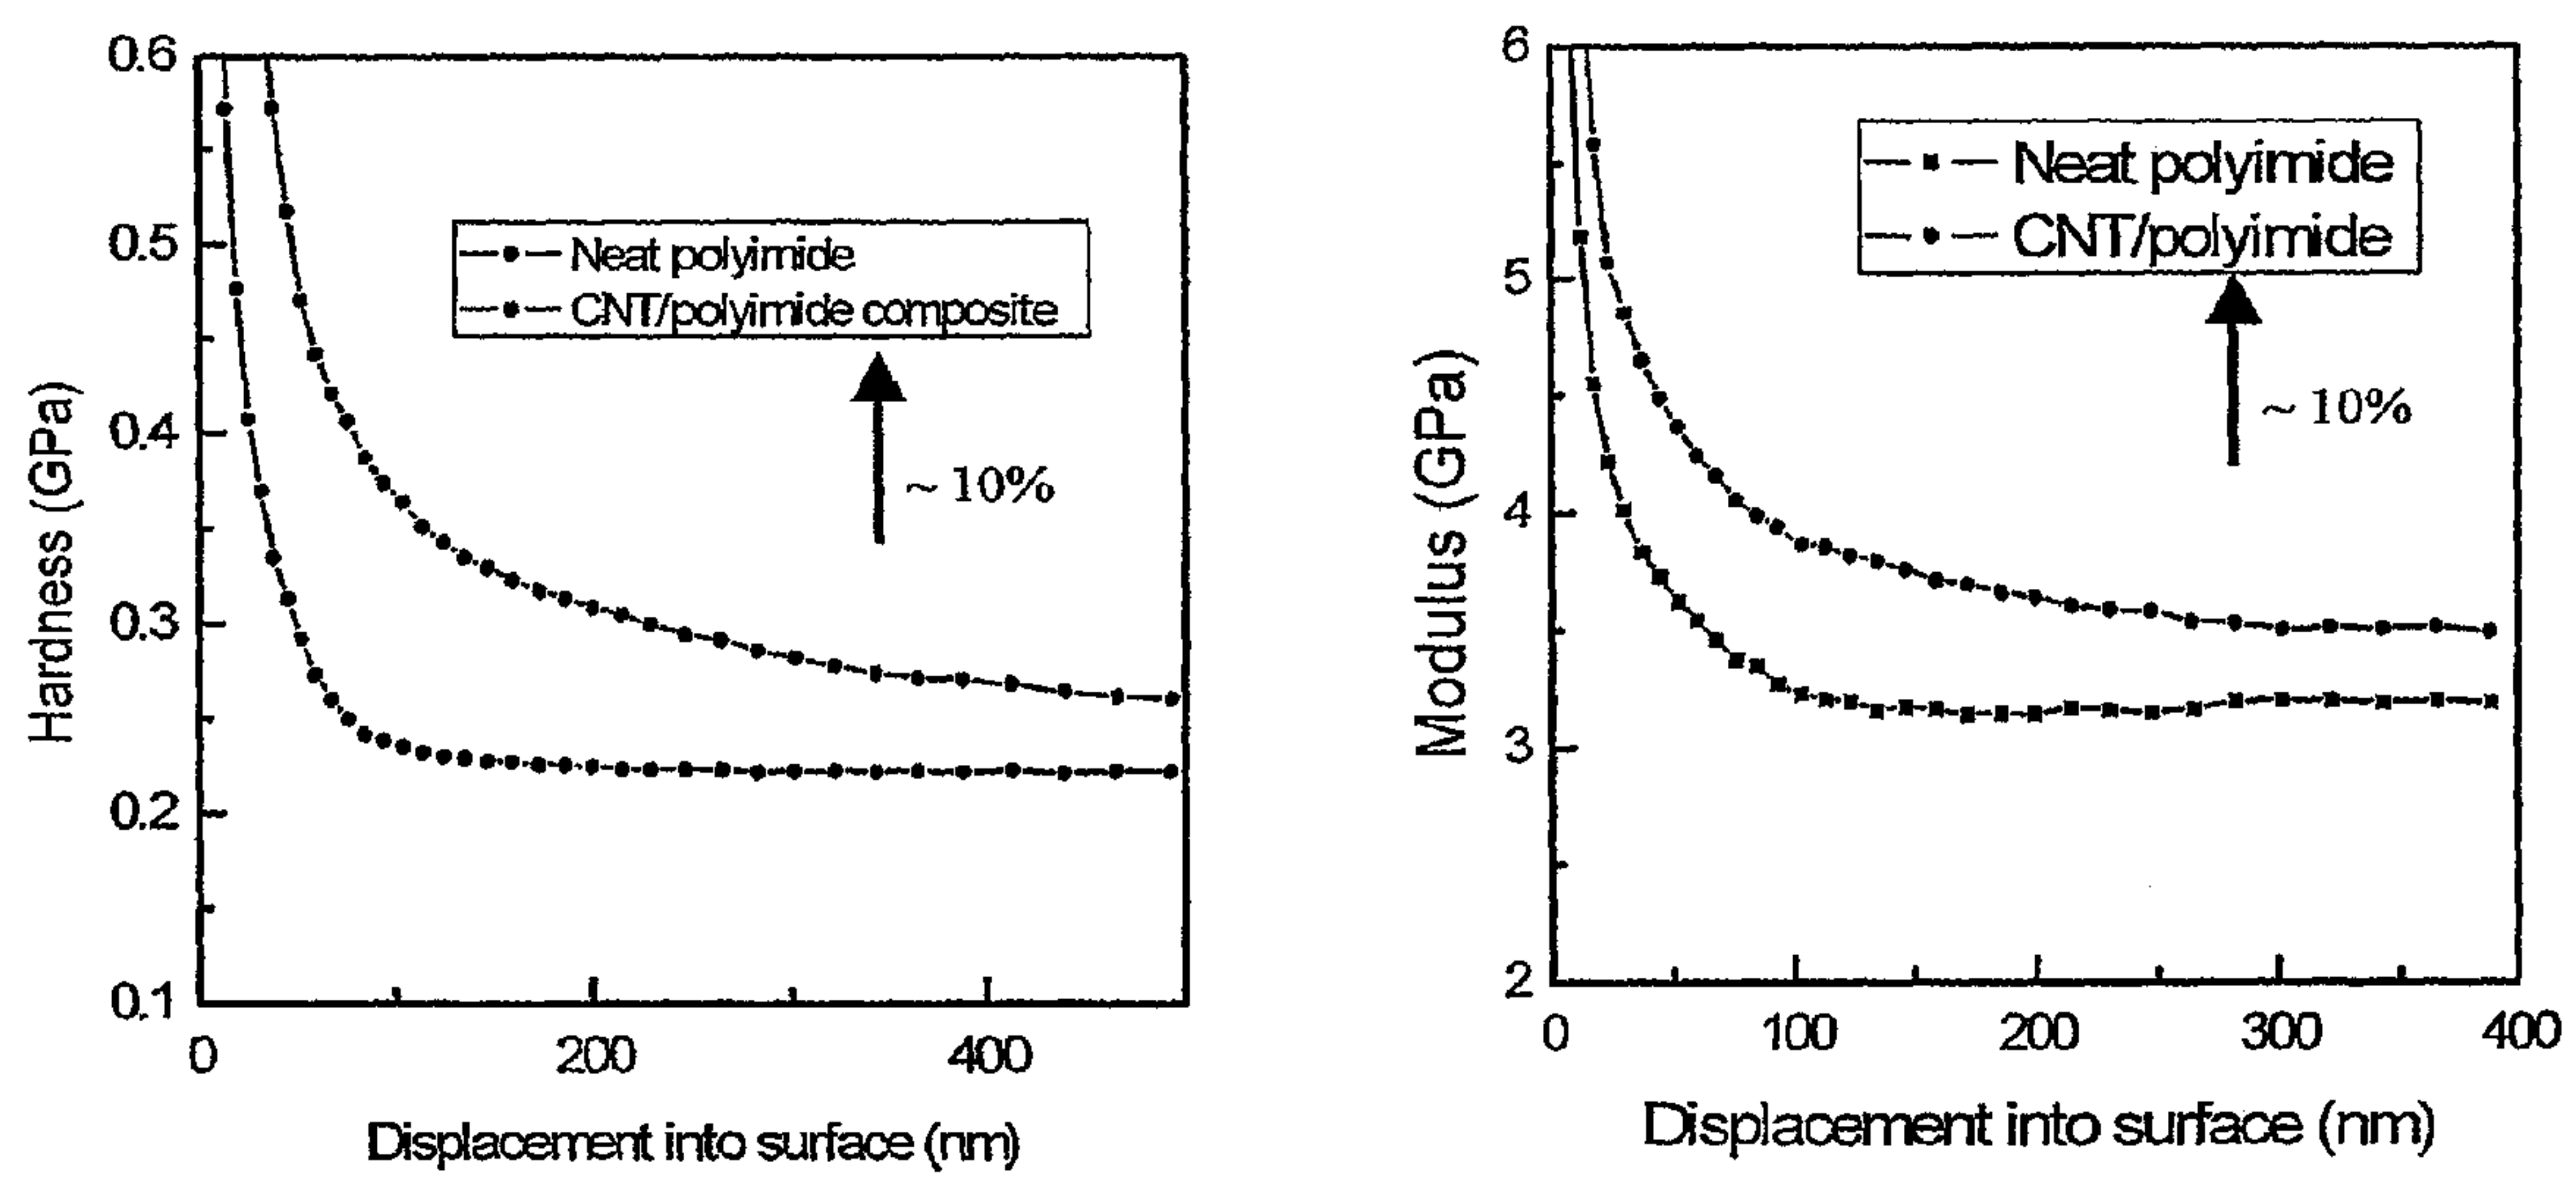 0.6
0.5
0.4
0.3
0.2
0.1
Hardness (GPa)
Neat polyimide
CNT/polyimide composite
~ 10%
0
200
400
Displacement into surface (nm)
6
5
4
3
2
Modulus (GPa)
Neat polyimide
CNT/polyimide
~ 10%
0
100
200
300
400
Displacement into surface (nm)